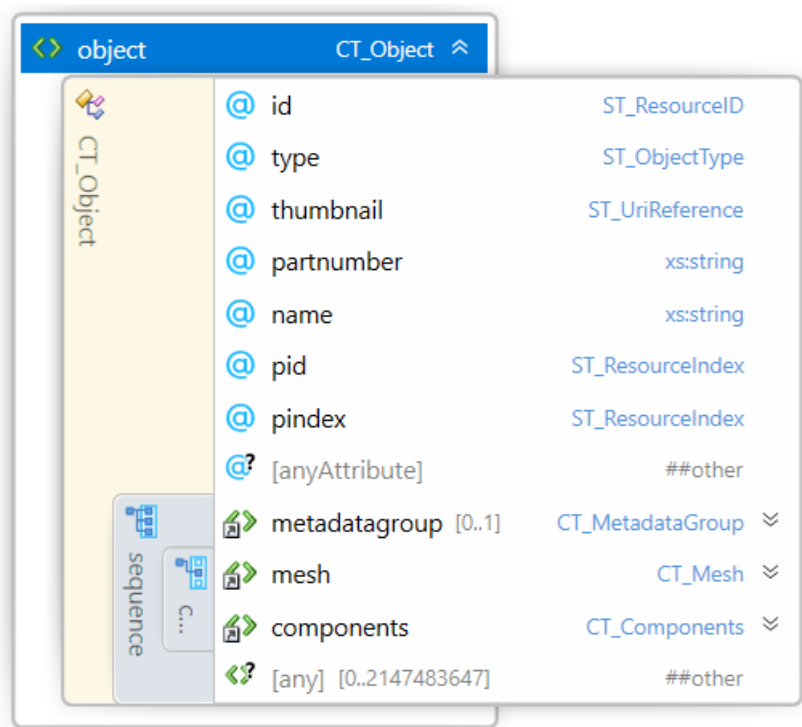 object CT_Object
CT_Object
@ id ST_ResourceID
@ type ST_ObjectType
@ thumbnail ST_UriReference
@ partnumber xs:string
@ name xs:string
@ pid ST_ResourceIndex
@ pindex ST_ResourceIndex
@? [anyAttribute] ##other
sequence
c...
metadatagroup [0..1] CT_MetadataGroup
mesh CT_Mesh
components CT_Components
[any] [0..2147483647] ##other